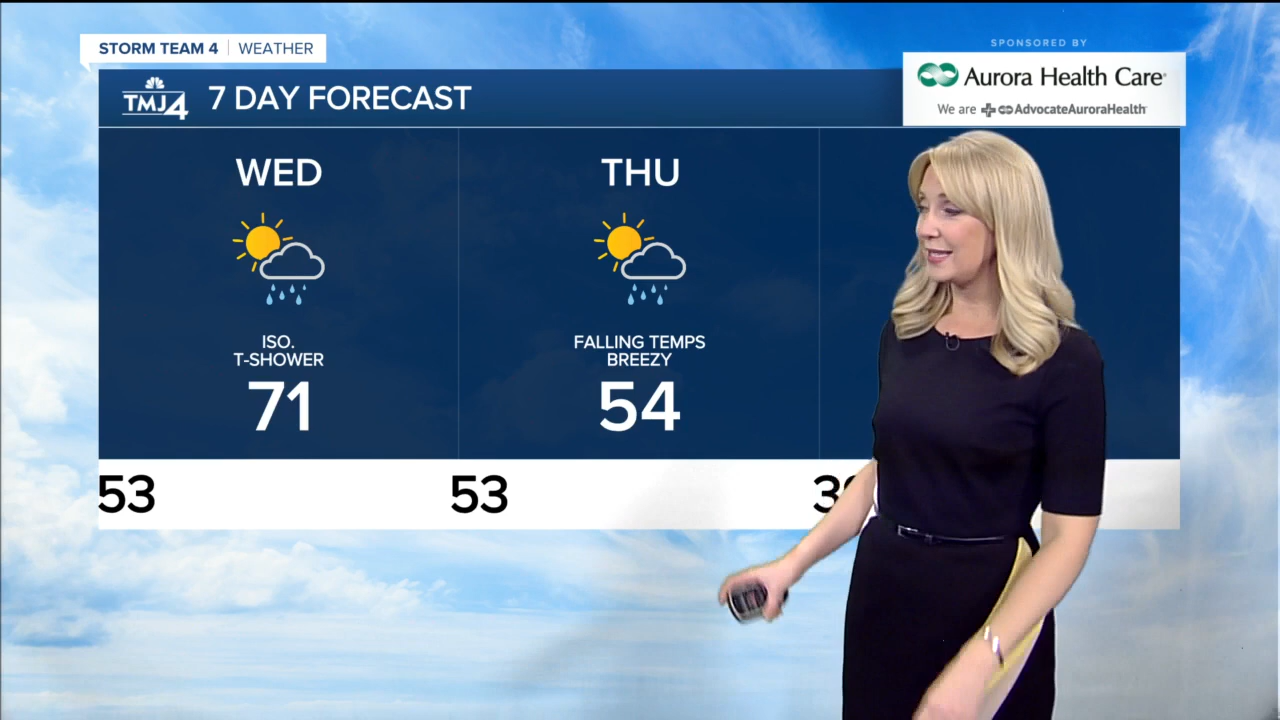 STORM TEAM 4 | WEATHER
SPONSORED BY
Aurora Health Care
We are AdvocateAuroraHealth
TMJ4
7 DAY FORECAST
WED
THU
ISO.
T-SHOWER
FALLING TEMPS
BREEZY
71
54
53
53